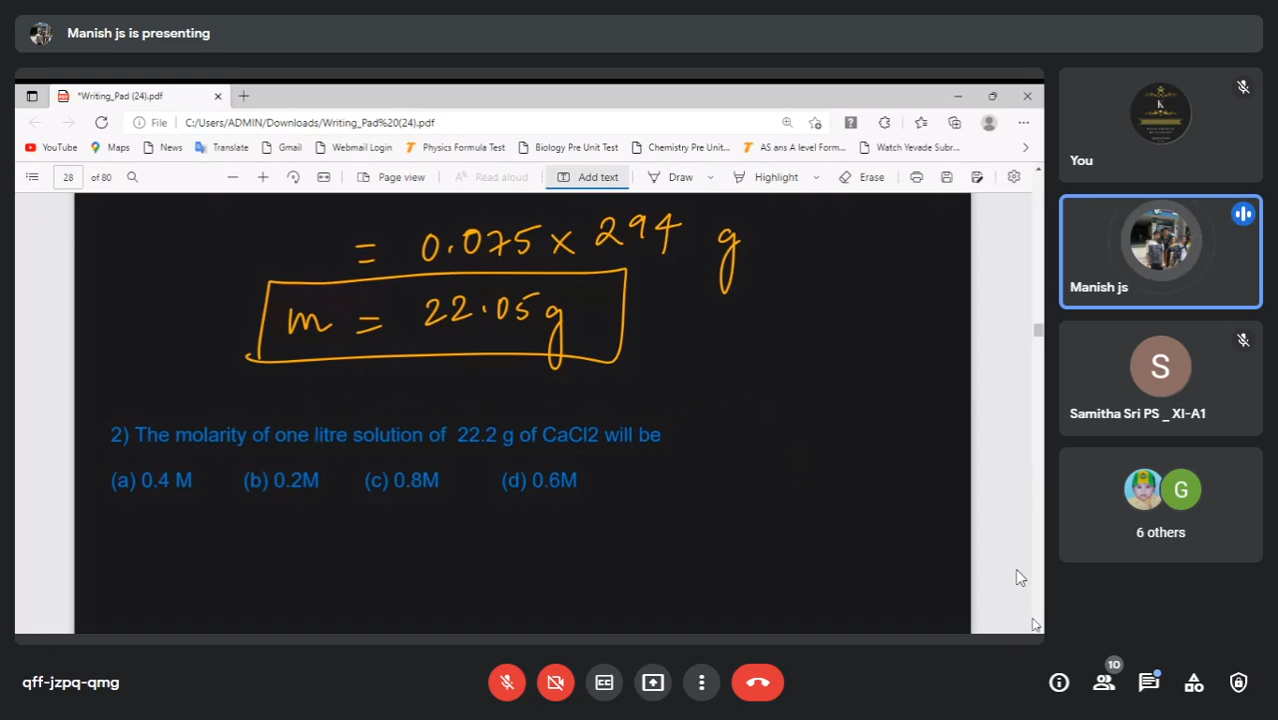 Manish js is presenting
*Writing_Pad (24).pdf
File C:/Users/ADMIN/Downloads/Writing_Pad%20(24).pdf
YouTube Maps News Translate Gmail Webmail Login Physics Formula Test Biology Pre Unit Test Chemistry Pre Unit... AS ans A level Form... Watch Yevade Subr...
28 of 80 Page view Read aloud Add text Draw Highlight Erase
= 0.075 x 294 g
m = 22.05g
2) The molarity of one litre solution of 22.2 g of CaCl2 will be
(a) 0.4 M (b) 0.2M (c) 0.8M (d) 0.6M
K
You
Manish js
S
Samitha Sri PS _ XI-A1
G
6 others
qff-jzpq-qmg
10